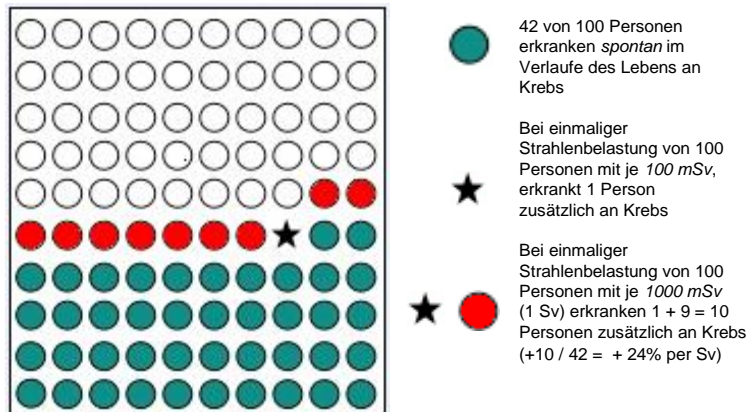 42 von 100 Personen
erkranken spontan im
Verlaufe des Lebens an
Krebs
Bei einmaliger
Strahlenbelastung von 100
Personen mit je 100 mSv,
erkrankt 1 Person
zusätzlich an Krebs
Bei einmaliger
Strahlenbelastung von 100
Personen mit je 1000 mSv
(1 Sv) erkranken 1 + 9 = 10
Personen zusätzlich an Krebs
(+10 / 42 = + 24% per Sv)